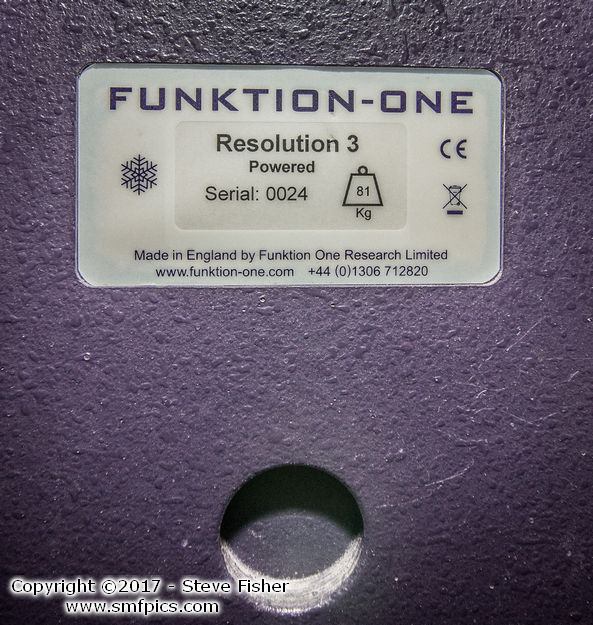 FUNKTION-ONE
Resolution 3
Powered
Serial: 0024
81
Kg
CE
Made in England by Funktion One Research Limited
www.funktion-one.com +44 (0)1306 712820
Copyright ©2017 - Steve Fisher
www.smfpics.com